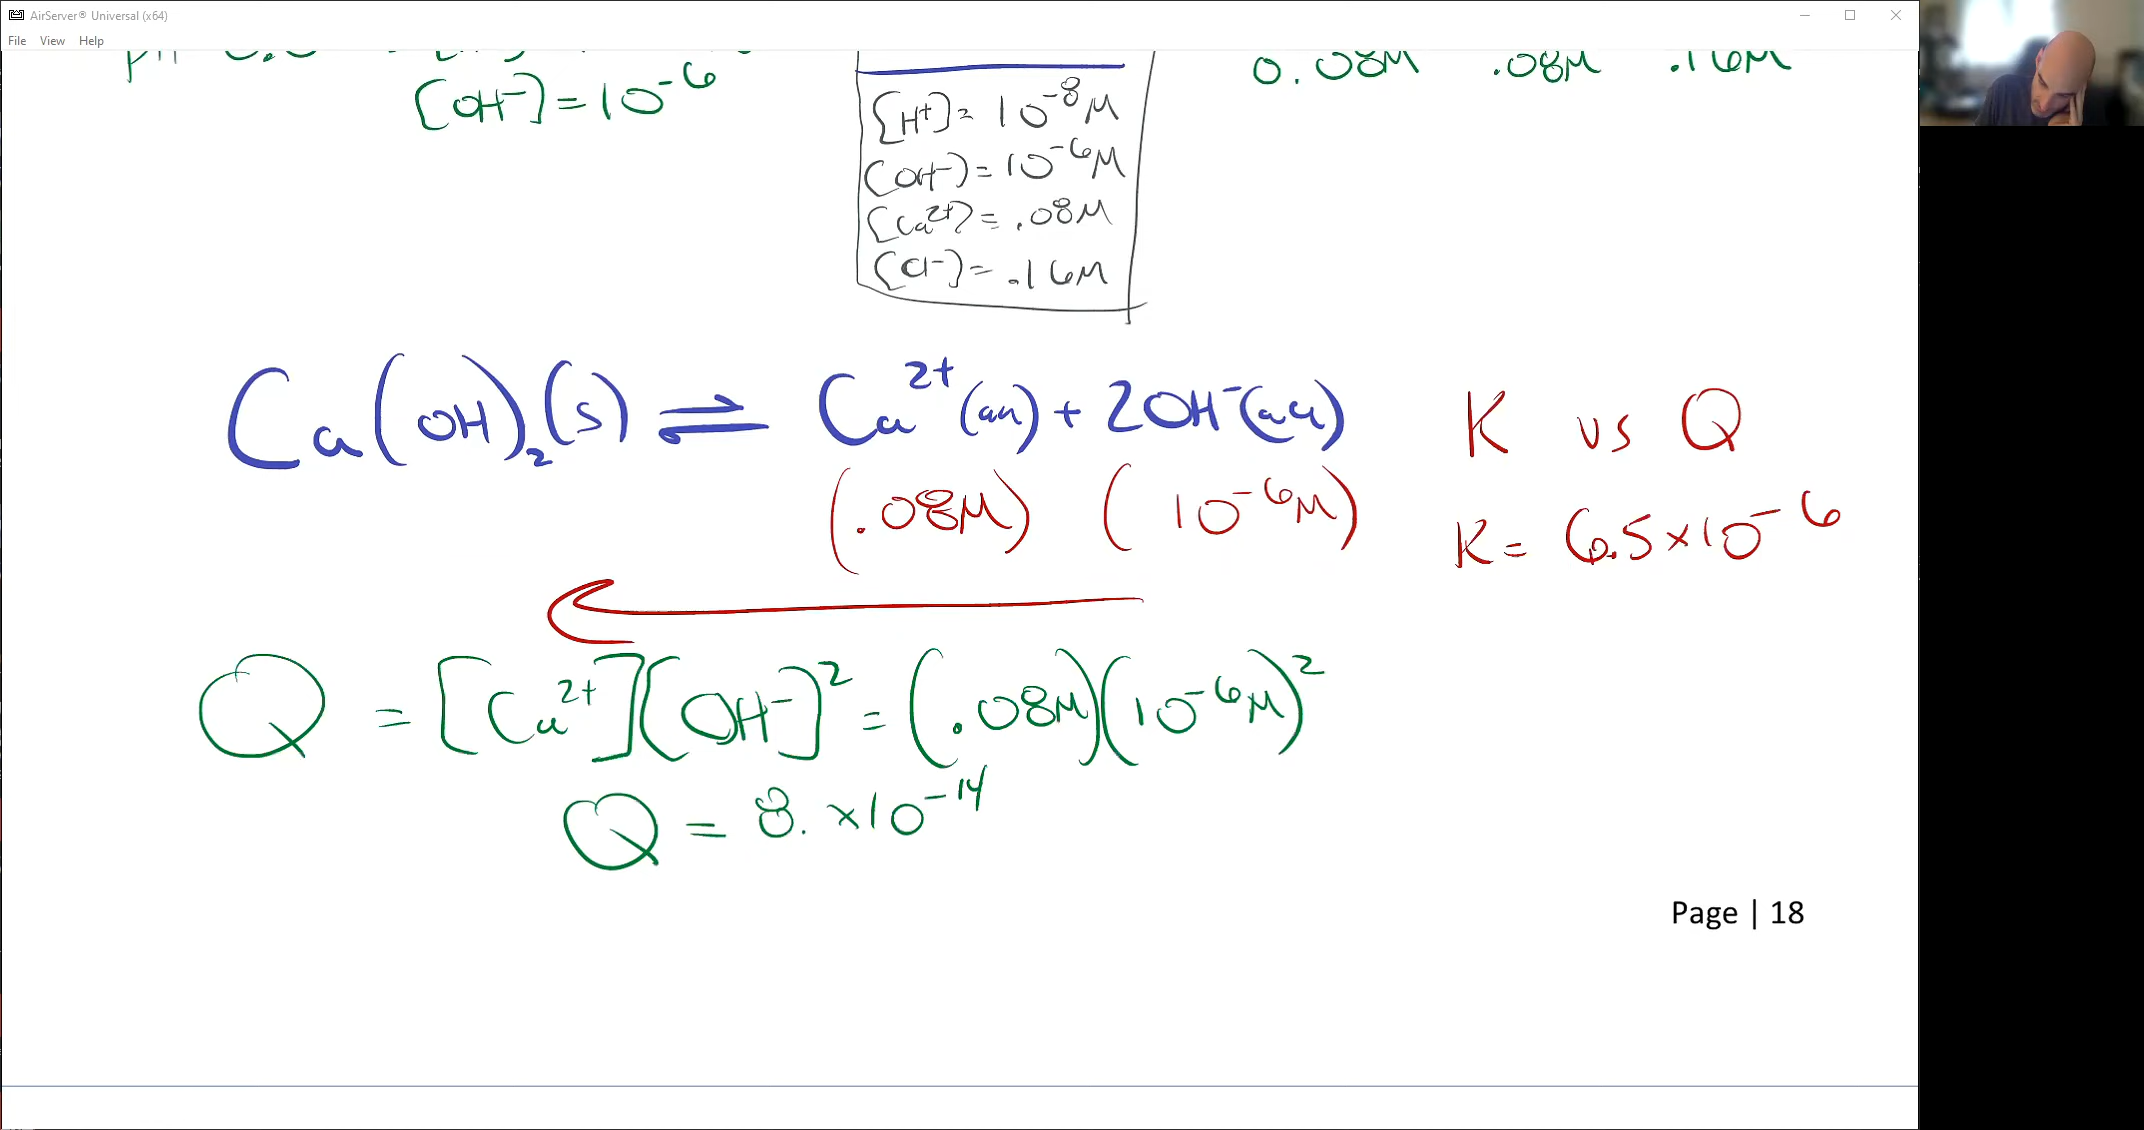 AirServer® Universal (x64)
File View Help
[OH⁻] = 10⁻⁶
0.08M .08M .16M
[H⁺] = 10⁻⁸ M
[OH⁻] = 10⁻⁶ M
[Ca²⁺] = .08M
[Cl⁻] = .16M
Ca(OH)₂(s) ⇌ Ca²⁺(aq) + 2OH⁻(aq) K vs Q
(.08M) (10⁻⁶M) K = 6.5×10⁻⁶
Q = [Ca²⁺][OH⁻]² = (.08M)(10⁻⁶M)²
Q = 8. ×10⁻¹⁴
Page | 18